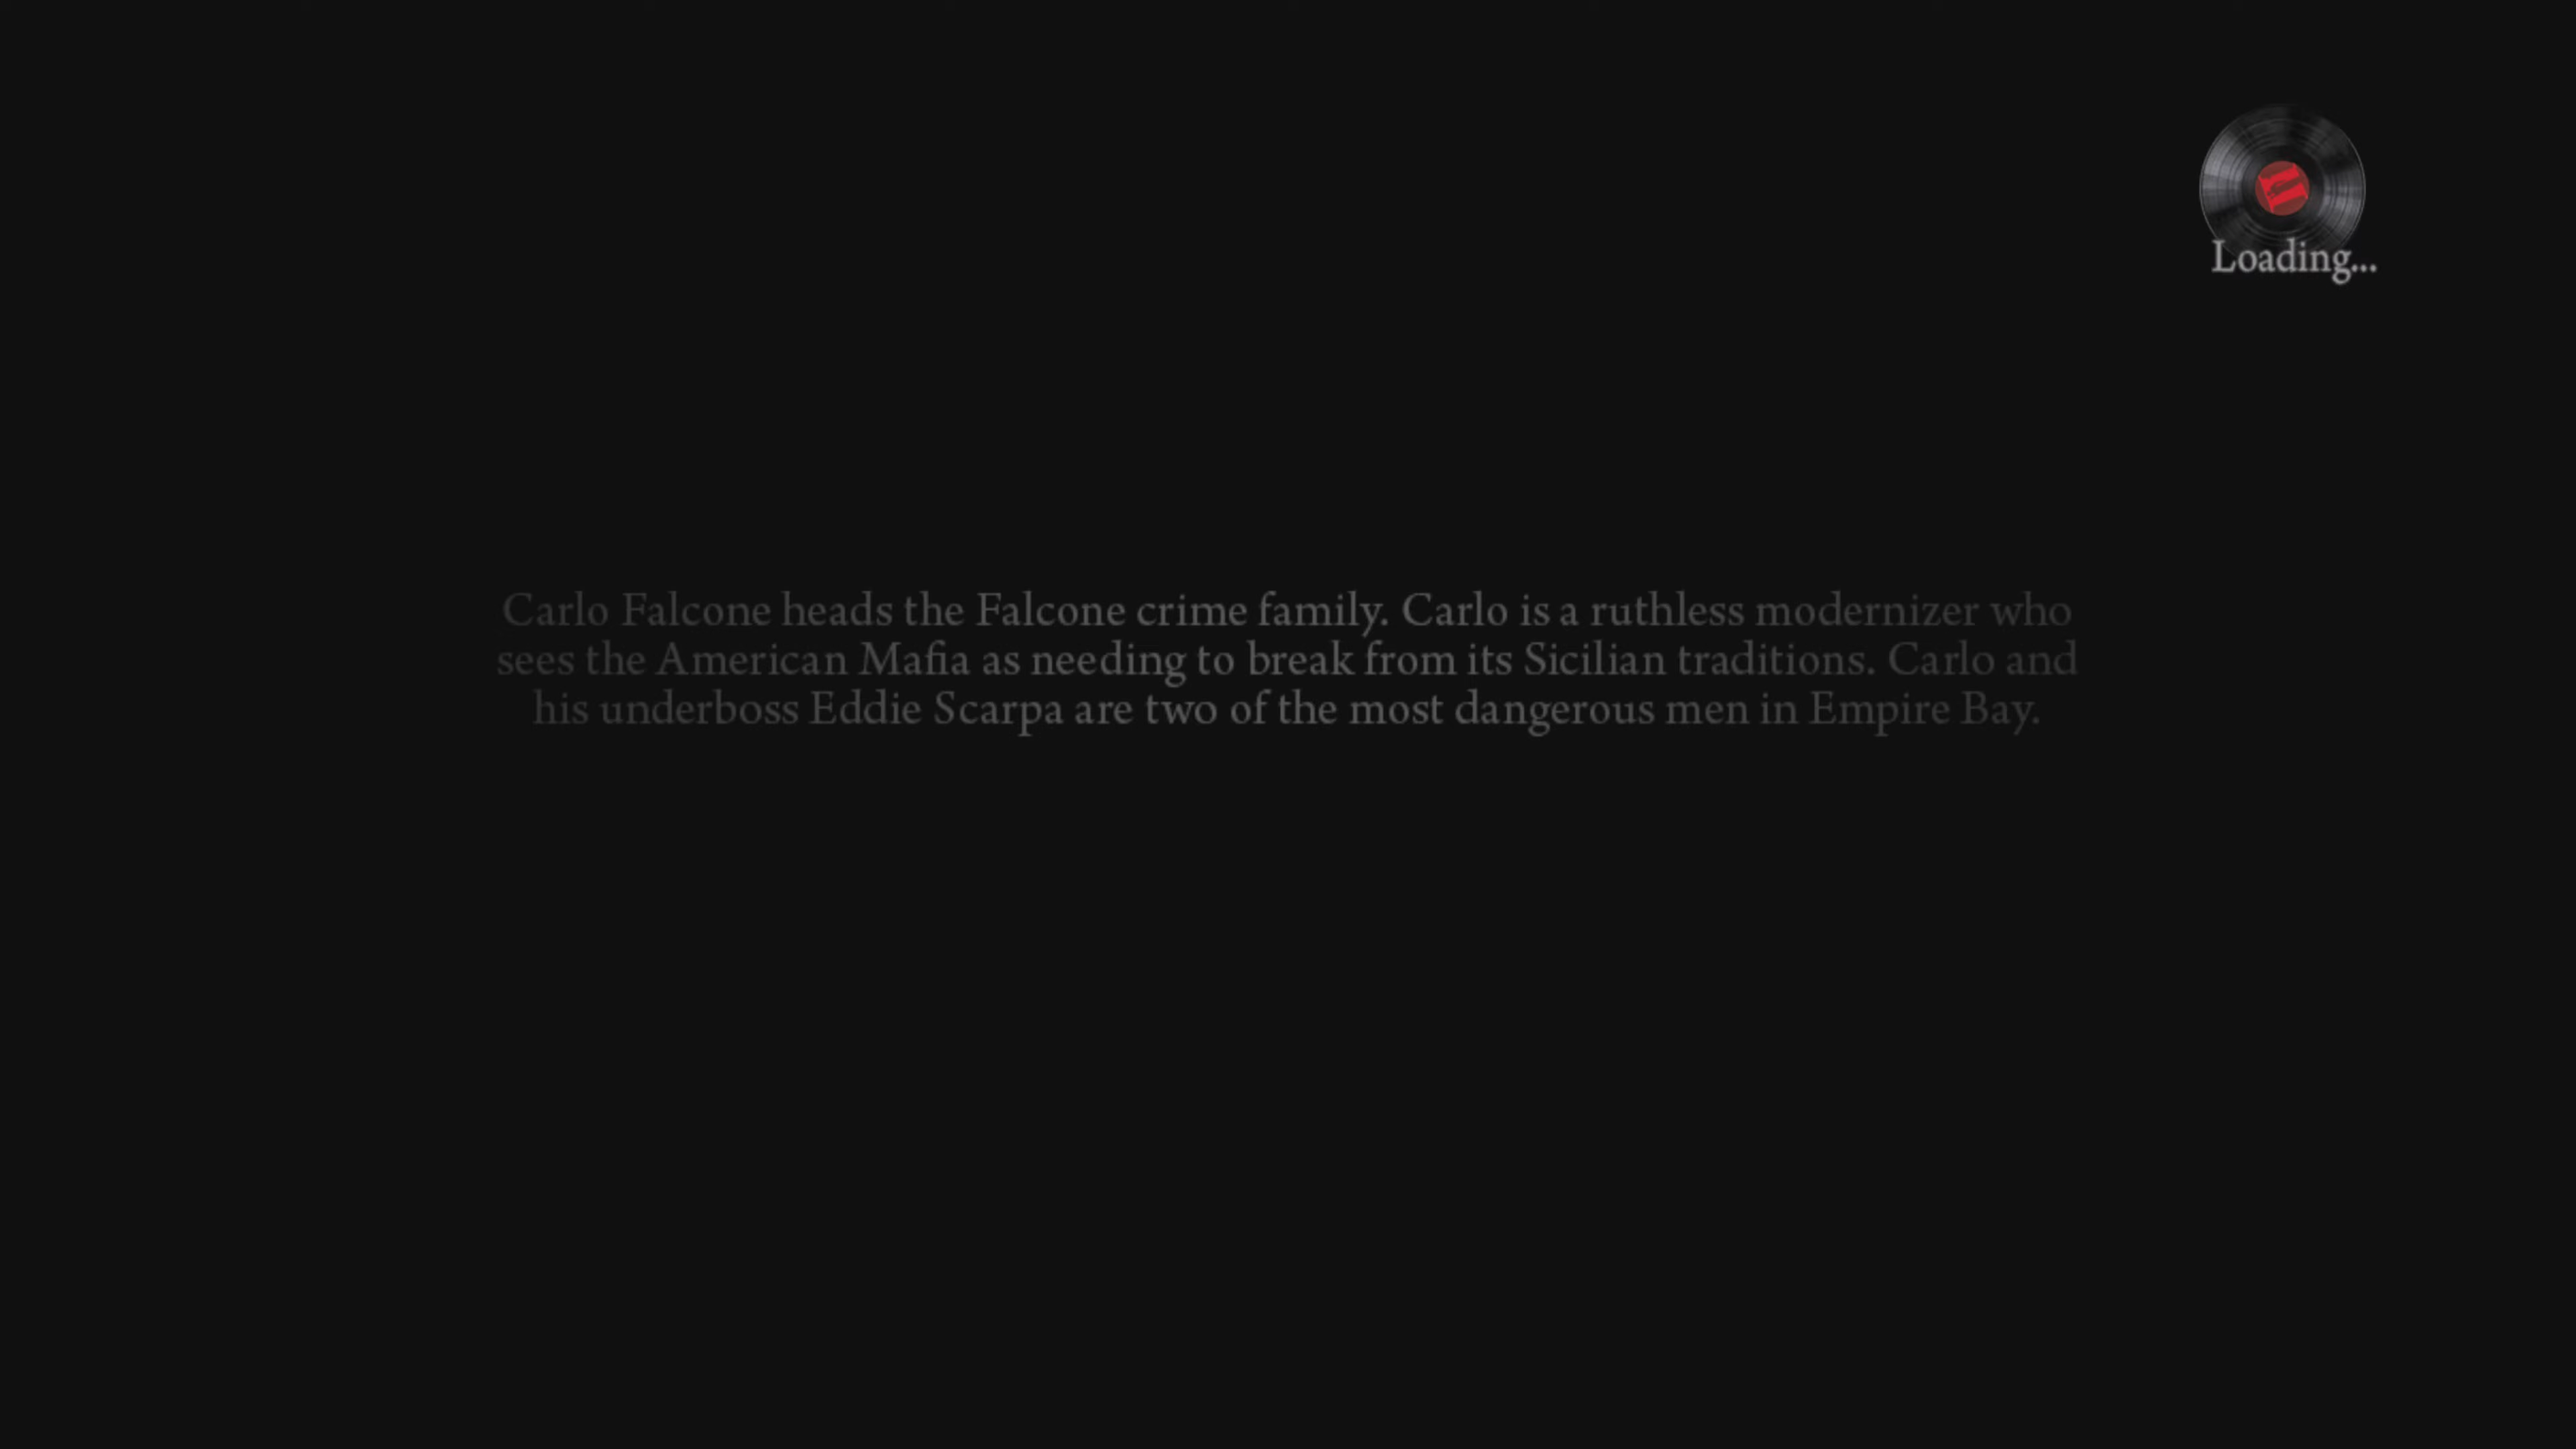 Loading...
Carlo Falcone heads the Falcone crime family. Carlo is a ruthless modernizer who
sees the American Mafia as needing to break from its Sicilian traditions. Carlo and
his underboss Eddie Scarpa are two of the most dangerous men in Empire Bay.